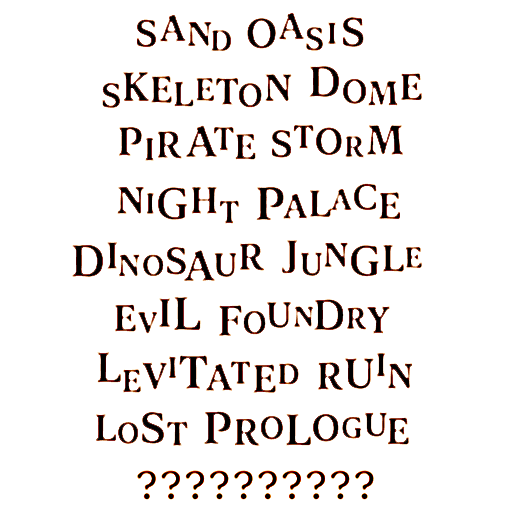 SAND OASIS
SKELETON DOME
PIRATE STORM
NIGHT PALACE
DINOSAUR JUNGLE
EVIL FOUNDRY
LEVITATED RUIN
LOST PROLOGUE
??????????